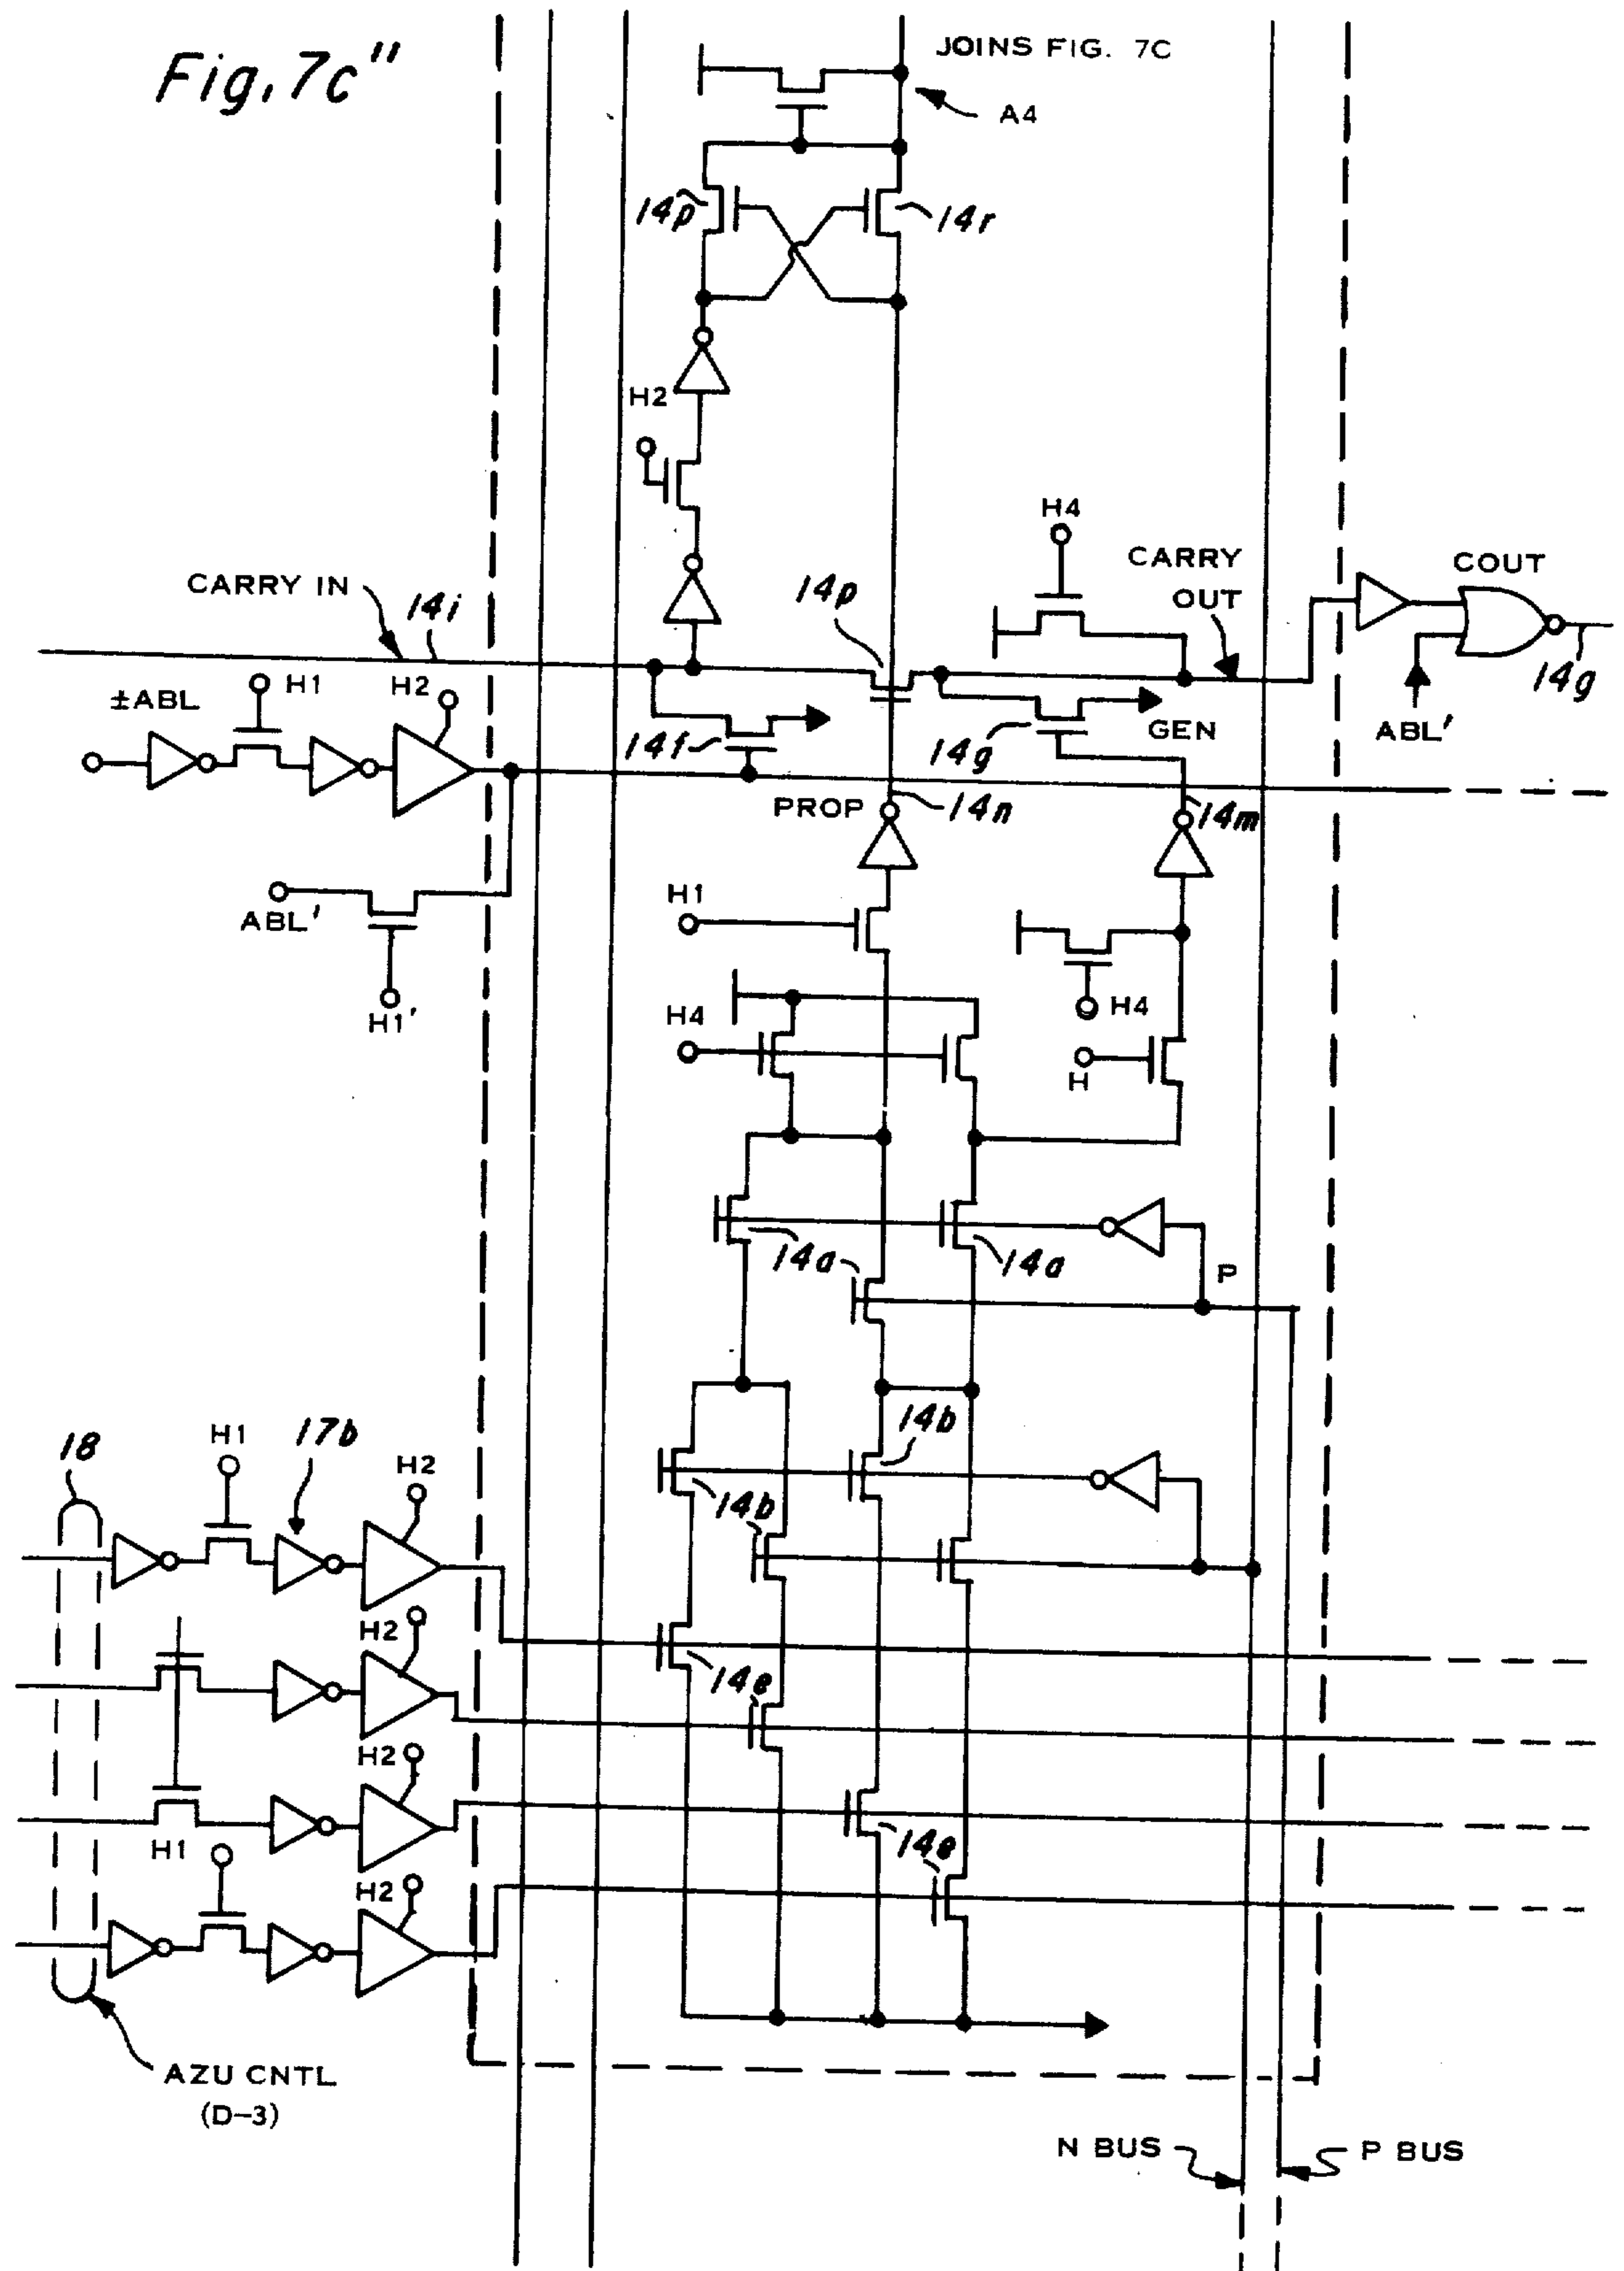 Fig. 7c"
JOINS FIG. 7C
A4
14p
14r
H2
H4
CARRY IN
14i
14p
CARRY
OUT
COUT
±ABL
H1
H2
14f
14g
GEN
ABL'
14g
PROP
14n
14m
ABL'
H1'
H1
H4
H4
H
14a
14a
14a
P
18
H1
17b
H2
14b
14b
14b
H2
14e
H2
H1
14e
H2
AZU CNTL
(D-3)
N BUS
P BUS